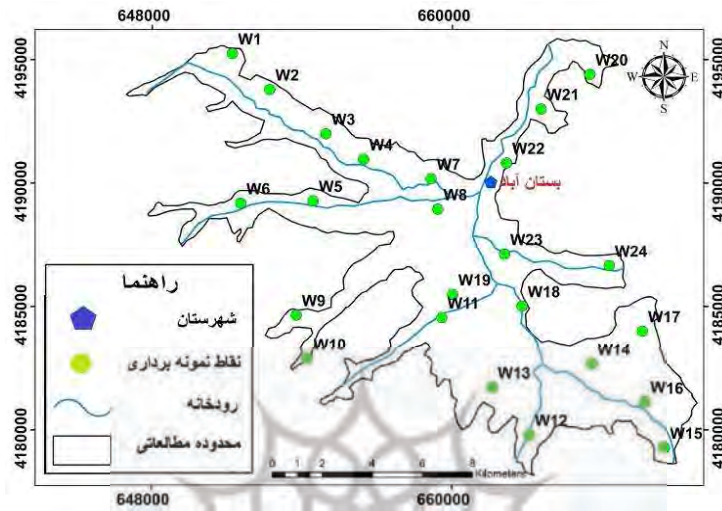 648000 660000
4195000 4195000
W1
W20
W2
N
W E
S
W21
W3
W4
W22
W7
4190000 4190000
بستان آباد
W6 W5
W8
W23
W24
راهنما
شهرستان
نقاط نمونه برداری
رودخانه
محدوده مطالعاتی
W19
W18
W9
W11
4185000 4185000
W17
W10
W14
W13
W16
W12
W15
4180000 4180000
0 2 4 6 8
Kilometers
648000 660000